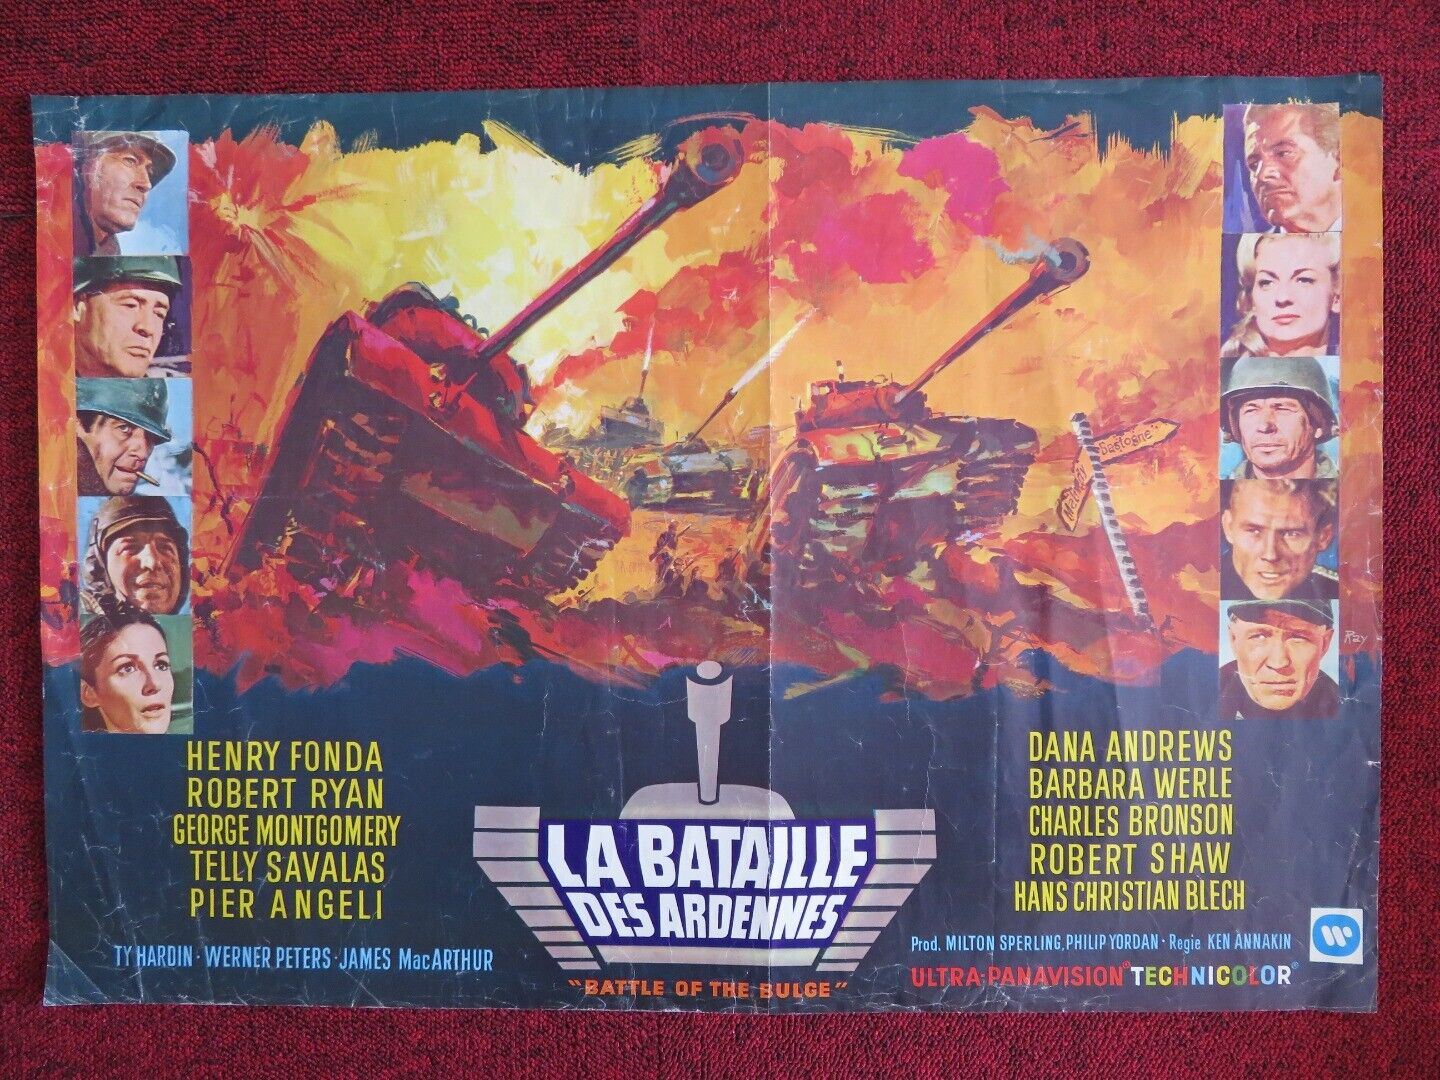 Bastogne
Malmédy
Ray
HENRY FONDA
ROBERT RYAN
GEORGE MONTGOMERY
TELLY SAVALAS
PIER ANGELI
TY HARDIN · WERNER PETERS · JAMES MacARTHUR
LA BATAILLE
DES ARDENNES
"BATTLE OF THE BULGE"
DANA ANDREWS
BARBARA WERLE
CHARLES BRONSON
ROBERT SHAW
HANS CHRISTIAN BLECH
Prod. MILTON SPERLING, PHILIP YORDAN · Regie KEN ANNAKIN
ULTRA-PANAVISION® TECHNICOLOR®